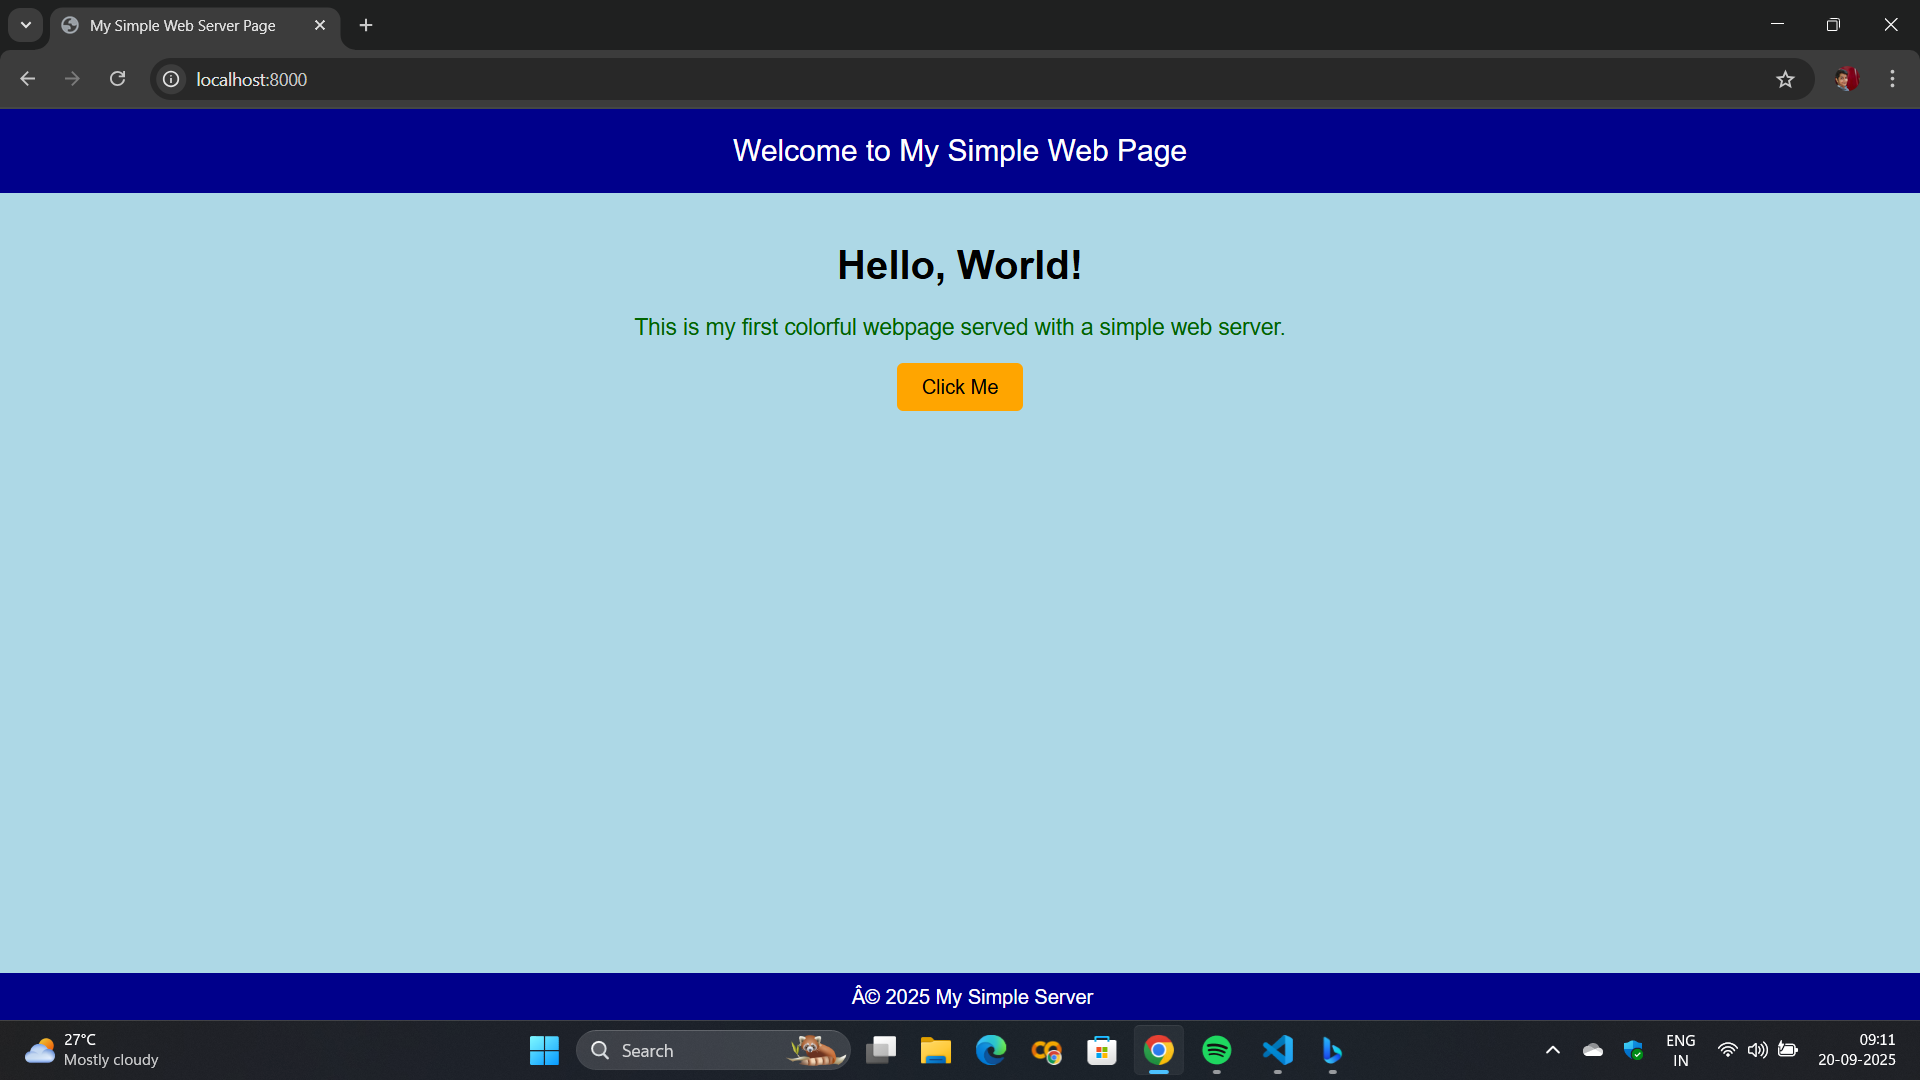 My Simple Web Server Page
localhost:8000
Welcome to My Simple Web Page
Hello, World!
This is my first colorful webpage served with a simple web server.
Click Me
Â© 2025 My Simple Server
27°C
Mostly cloudy
Search
ENG
IN
09:11
20-09-2025